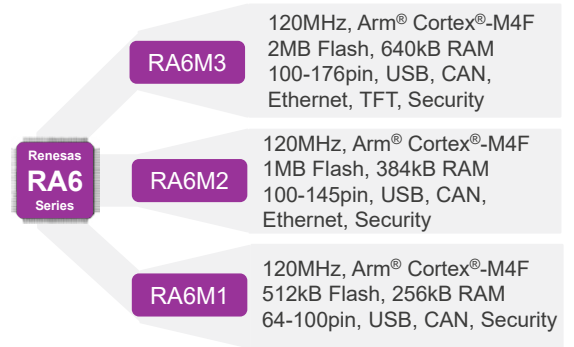 Renesas
RA6
Series
RA6M3
120MHz, Arm® Cortex®-M4F
2MB Flash, 640kB RAM
100-176pin, USB, CAN,
Ethernet, TFT, Security
RA6M2
120MHz, Arm® Cortex®-M4F
1MB Flash, 384kB RAM
100-145pin, USB, CAN,
Ethernet, Security
RA6M1
120MHz, Arm® Cortex®-M4F
512kB Flash, 256kB RAM
64-100pin, USB, CAN, Security